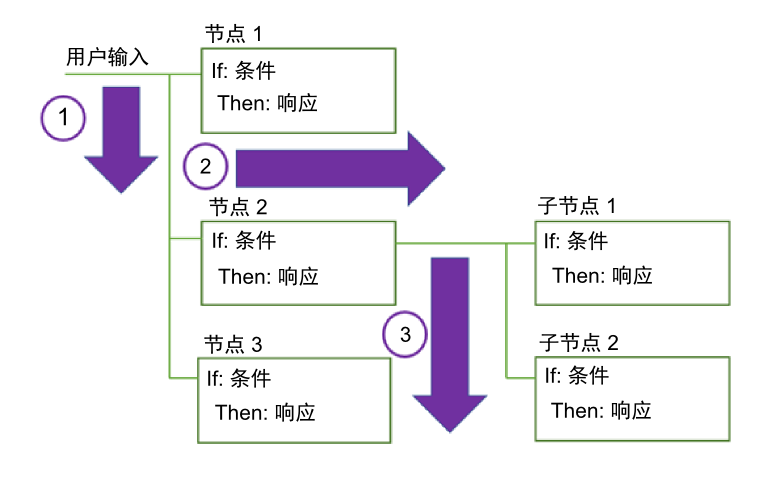 节点 1
用户输入
If: 条件
Then: 响应
1
2
节点 2
If: 条件
Then: 响应
子节点 1
If: 条件
Then: 响应
3
节点 3
If: 条件
Then: 响应
子节点 2
If: 条件
Then: 响应